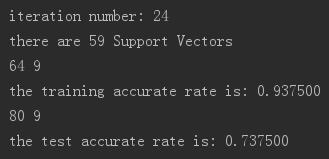 iteration number: 24
there are 59 Support Vectors
64 9
the training accurate rate is: 0.937500
80 9
the test accurate rate is: 0.737500